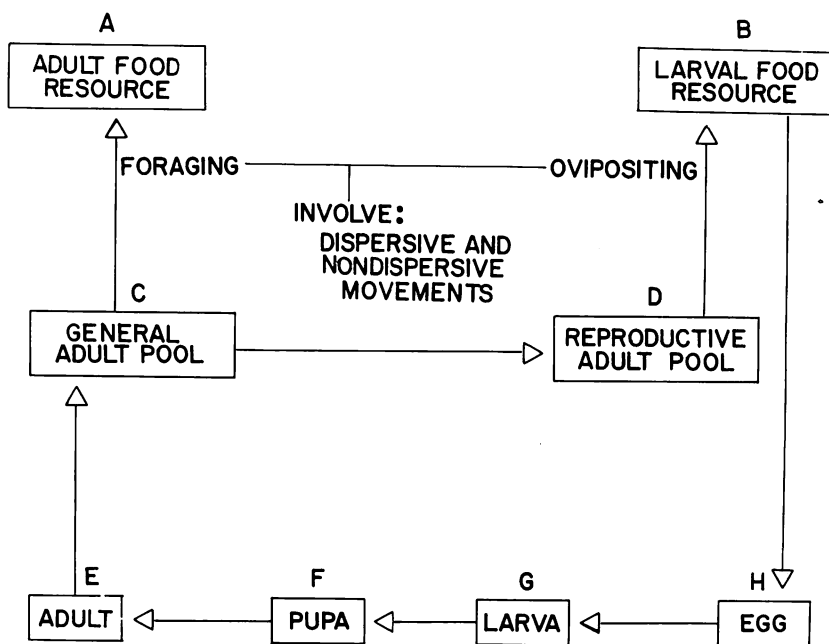 A
ADULT FOOD
RESOURCE
B
LARVAL FOOD
RESOURCE
FORAGING
OVIPOSITING
INVOLVE:
DISPERSIVE AND
NONDISPERSIVE
MOVEMENTS
C
GENERAL
ADULT POOL
D
REPRODUCTIVE
ADULT POOL
E
ADULT
F
PUPA
G
LARVA
H
EGG